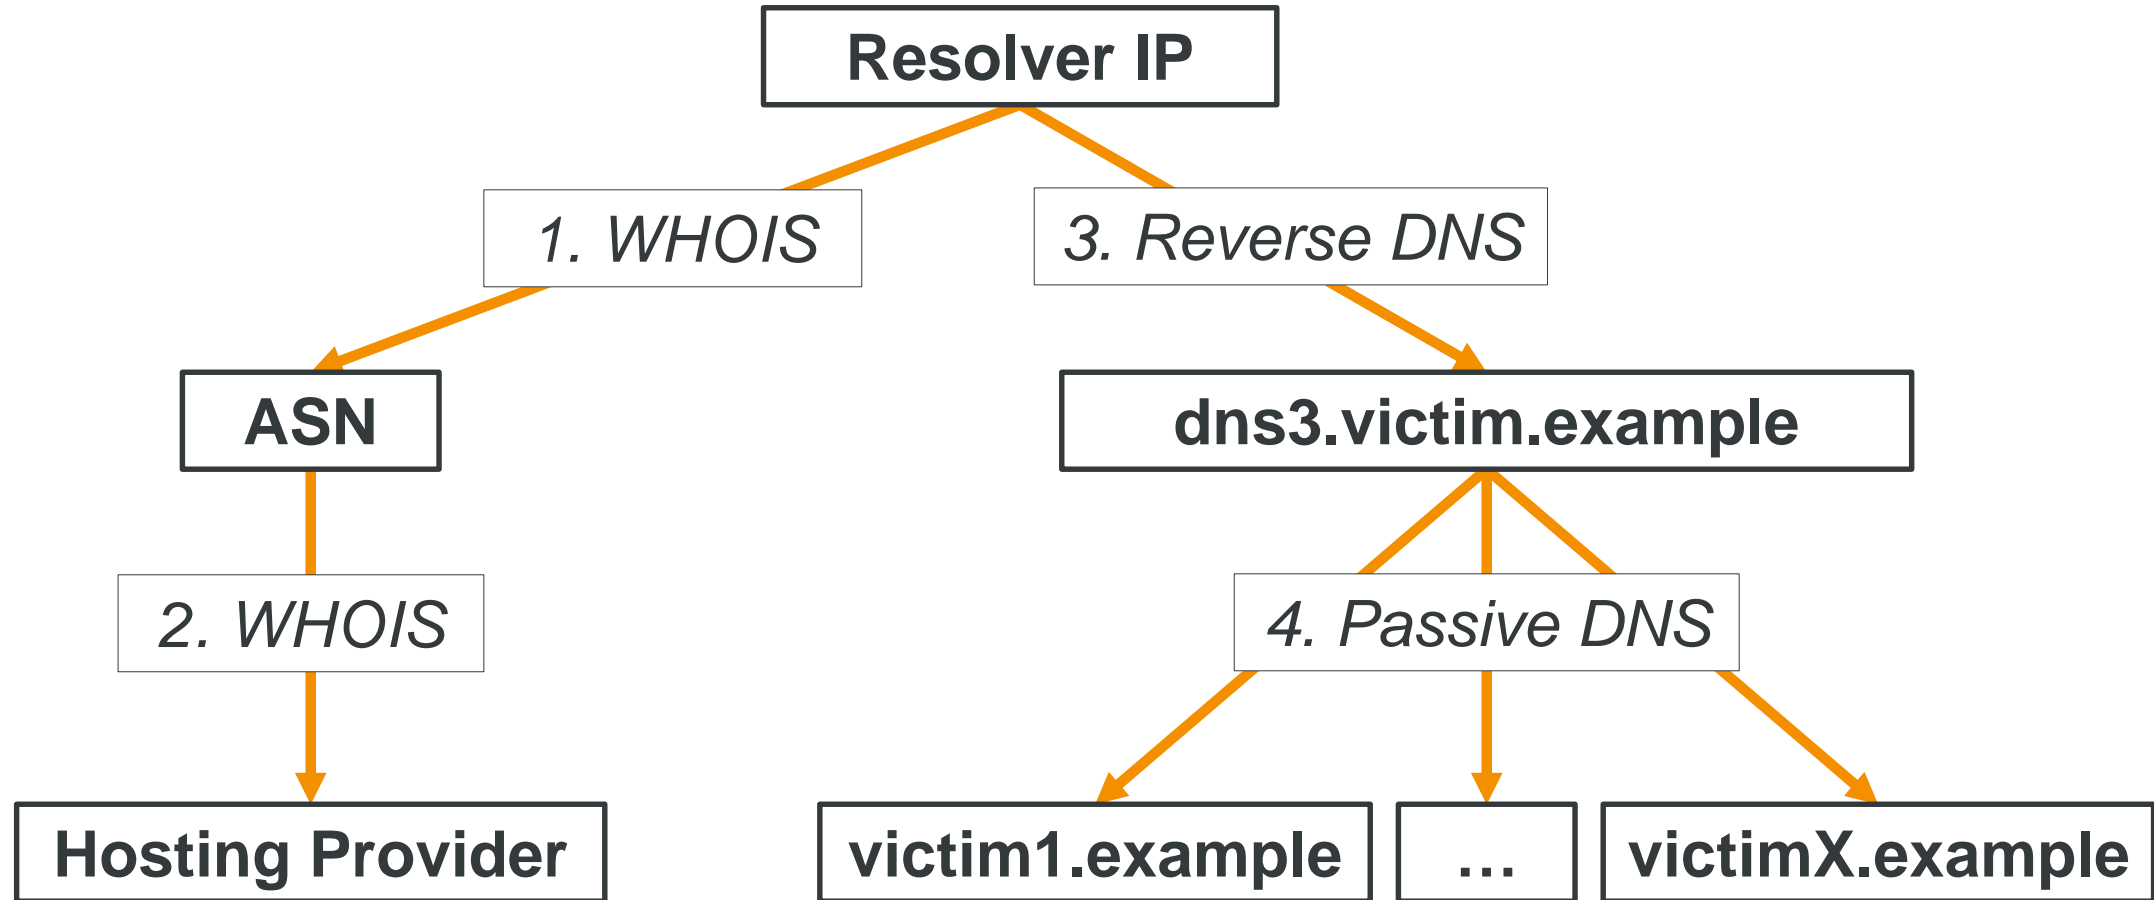 Resolver IP
1. WHOIS
3. Reverse DNS
ASN
dns3.victim.example
2. WHOIS
4. Passive DNS
Hosting Provider
victim1.example
...
victimX.example